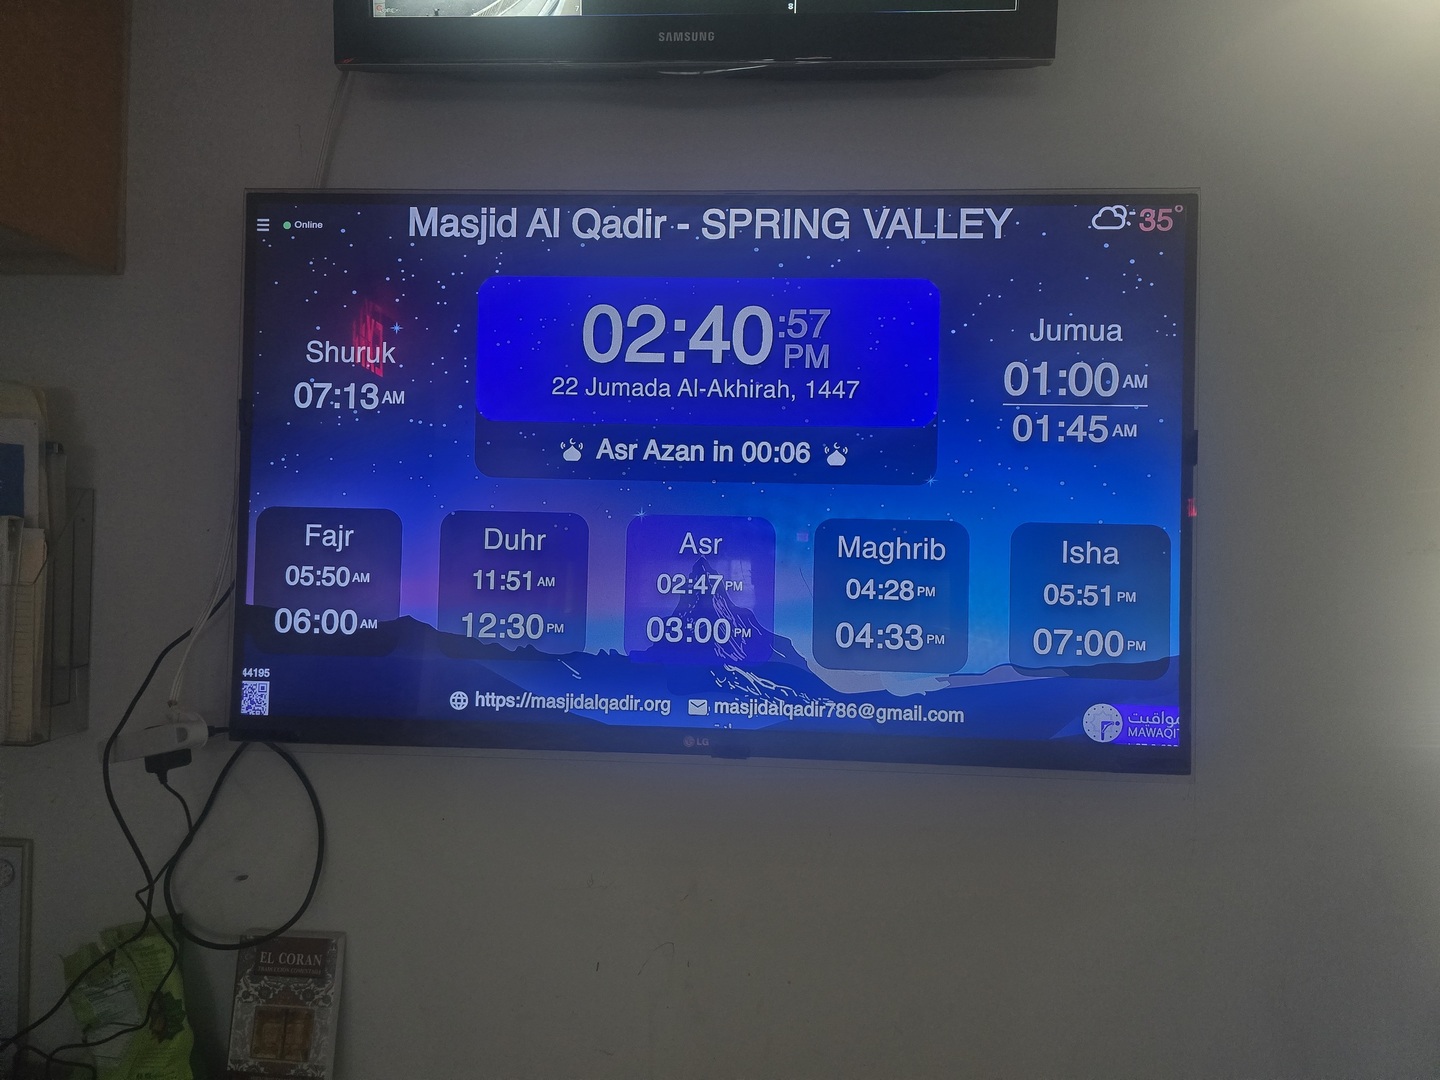 SAMSUNG
Online
Masjid Al Qadir - SPRING VALLEY
35°
02:40:57 PM
22 Jumada Al-Akhirah, 1447
Asr Azan in 00:06
Shuruk
07:13 AM
Jumua
01:00 AM
01:45 AM
Fajr
05:50 AM
06:00 AM
Duhr
11:51 AM
12:30 PM
Asr
02:47 PM
03:00 PM
Maghrib
04:28 PM
04:33 PM
Isha
05:51 PM
07:00 PM
44195
https://masjidalqadir.org
masjidalqadir786@gmail.com
مواقيت
MAWAQIT
LG
EL CORAN